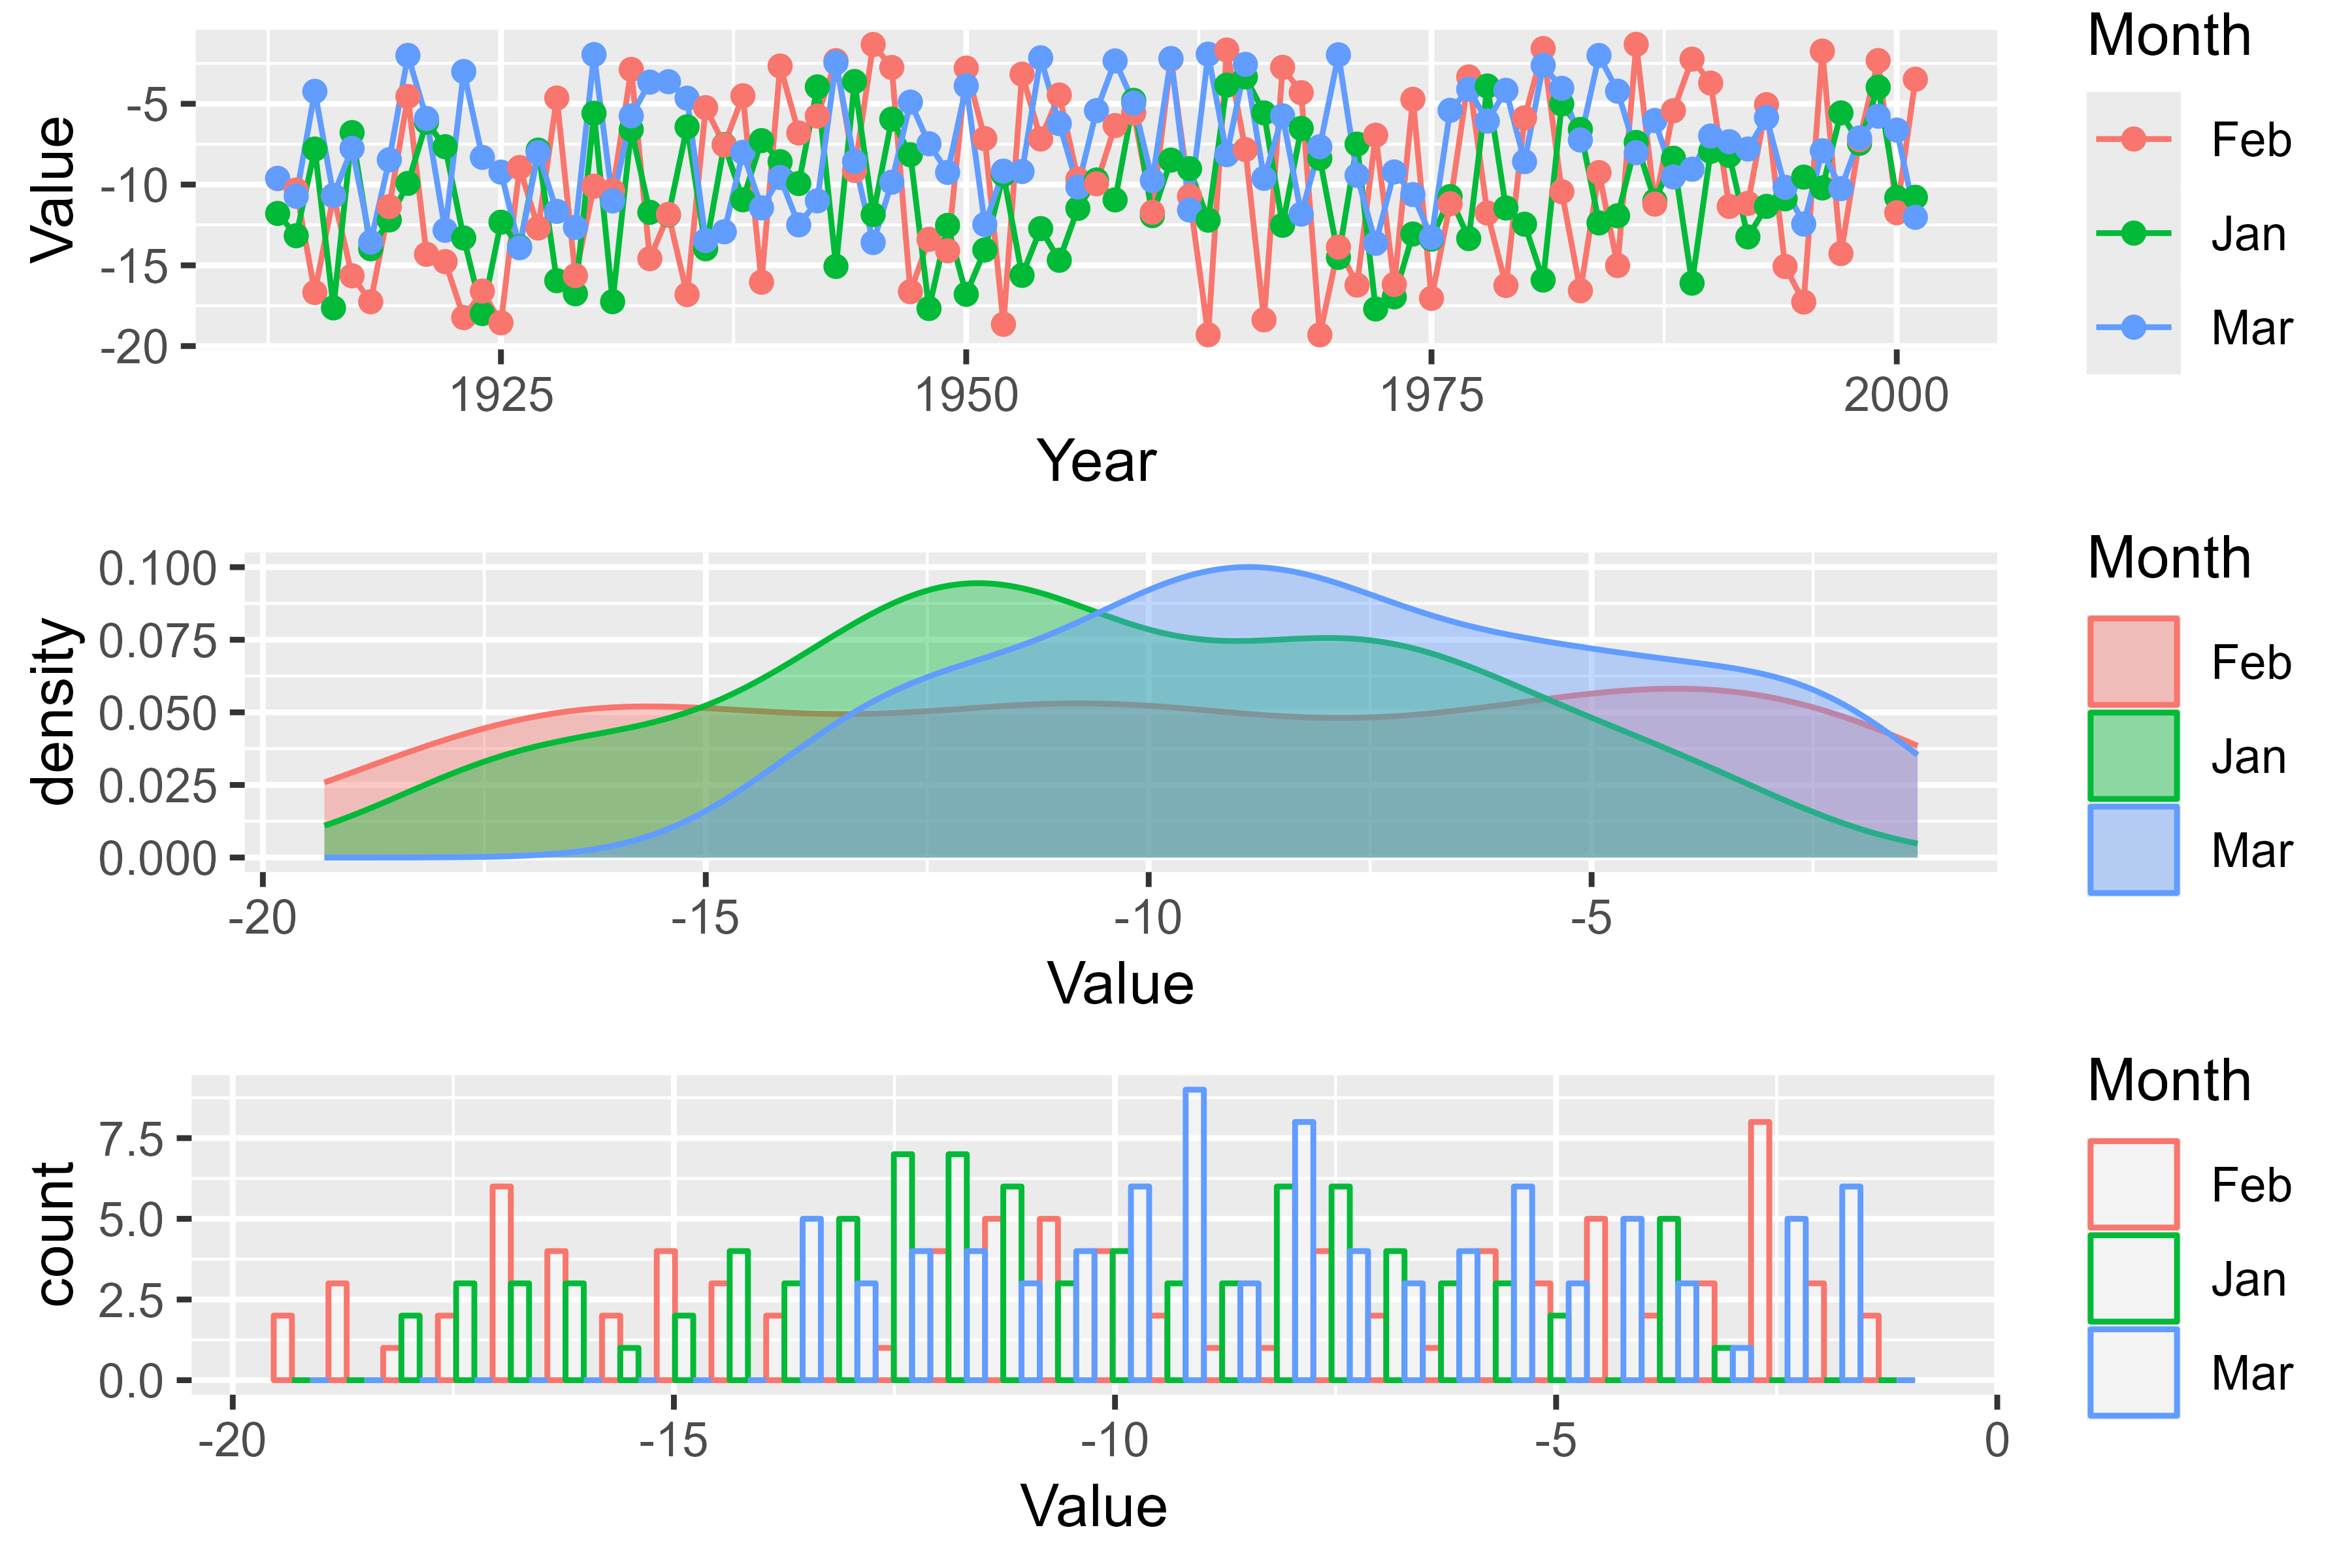 Month
Feb
Jan
Mar
Value
-5
-10
-15
-20
1925 1950 1975 2000
Year
Month
Feb
Jan
Mar
density
0.100
0.075
0.050
0.025
0.000
-20 -15 -10 -5
Value
Month
Feb
Jan
Mar
count
7.5
5.0
2.5
0.0
-20 -15 -10 -5 0
Value